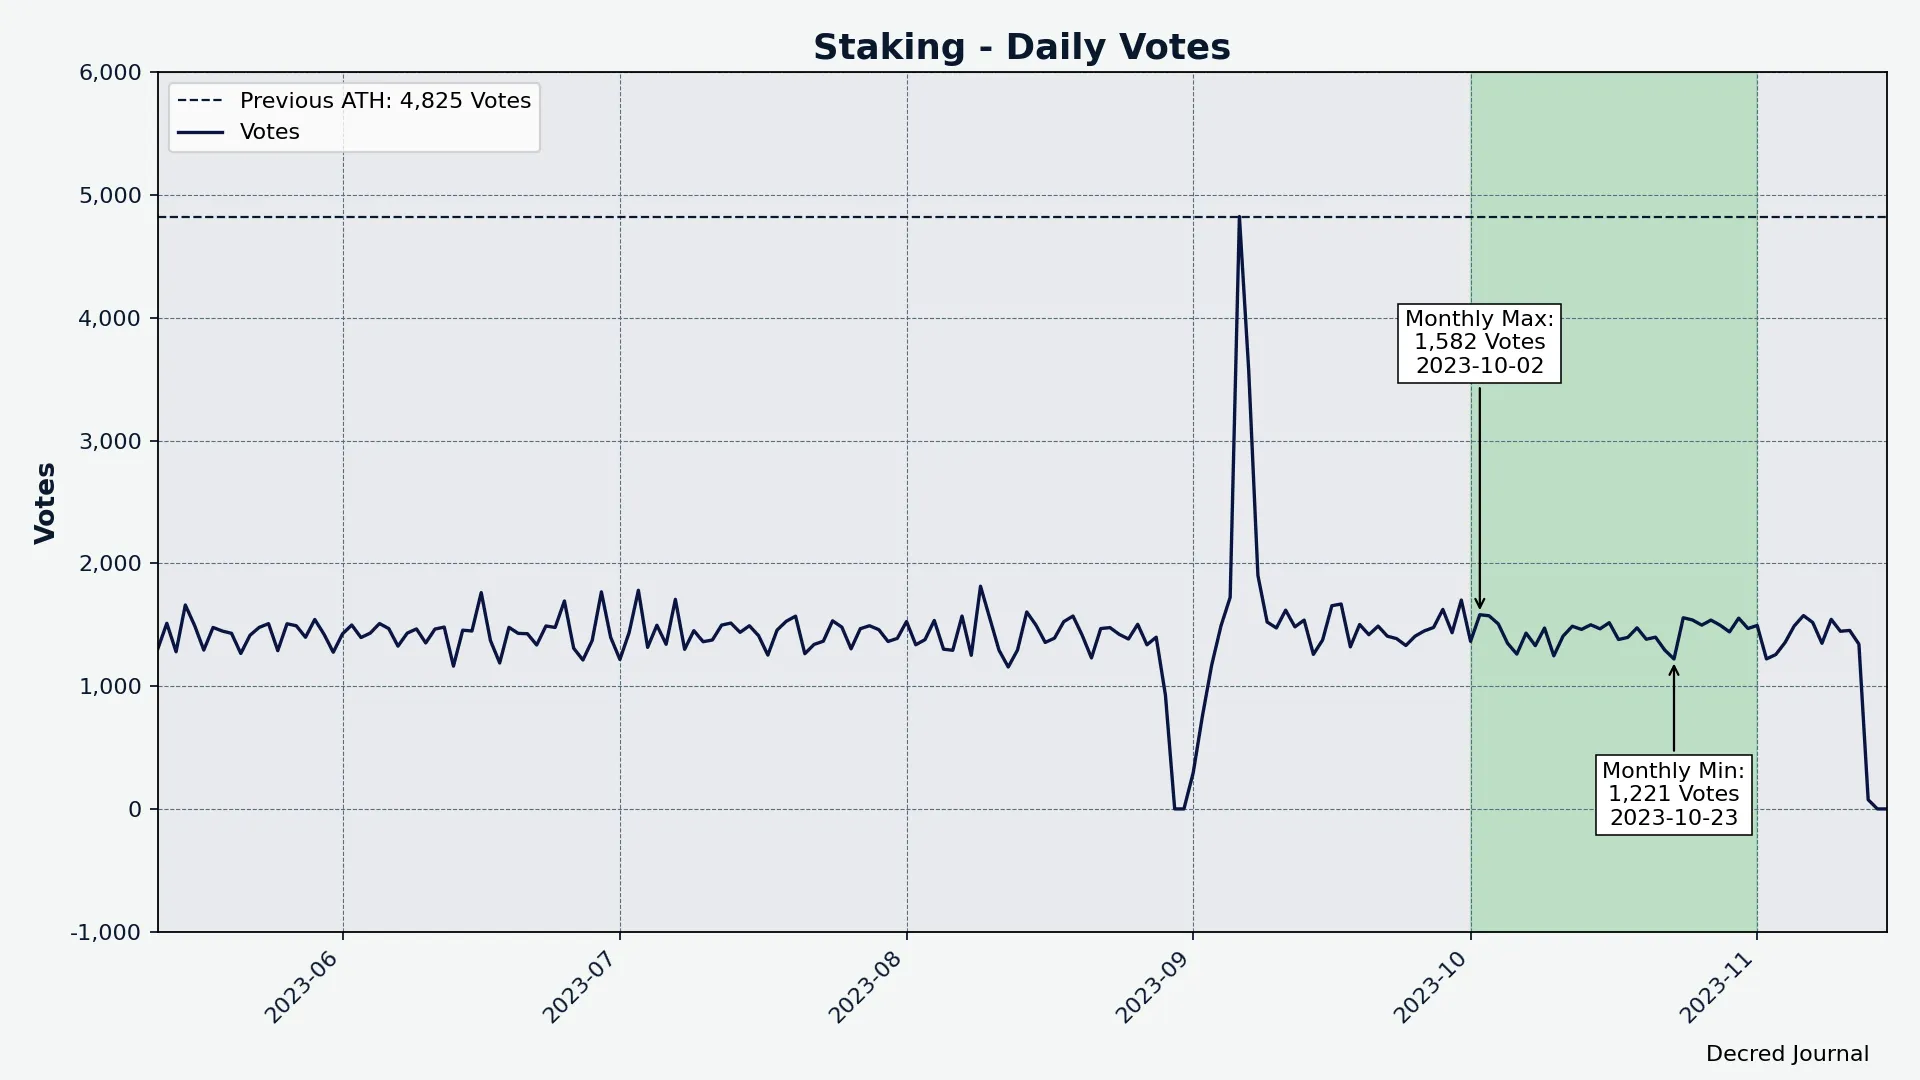 Staking - Daily Votes
Previous ATH: 4,825 Votes
Votes
6,000
5,000
4,000
3,000
2,000
1,000
0
-1,000
Votes
Monthly Max:
1,582 Votes
2023-10-02
Monthly Min:
1,221 Votes
2023-10-23
2023-06
2023-07
2023-08
2023-09
2023-10
2023-11
Decred Journal